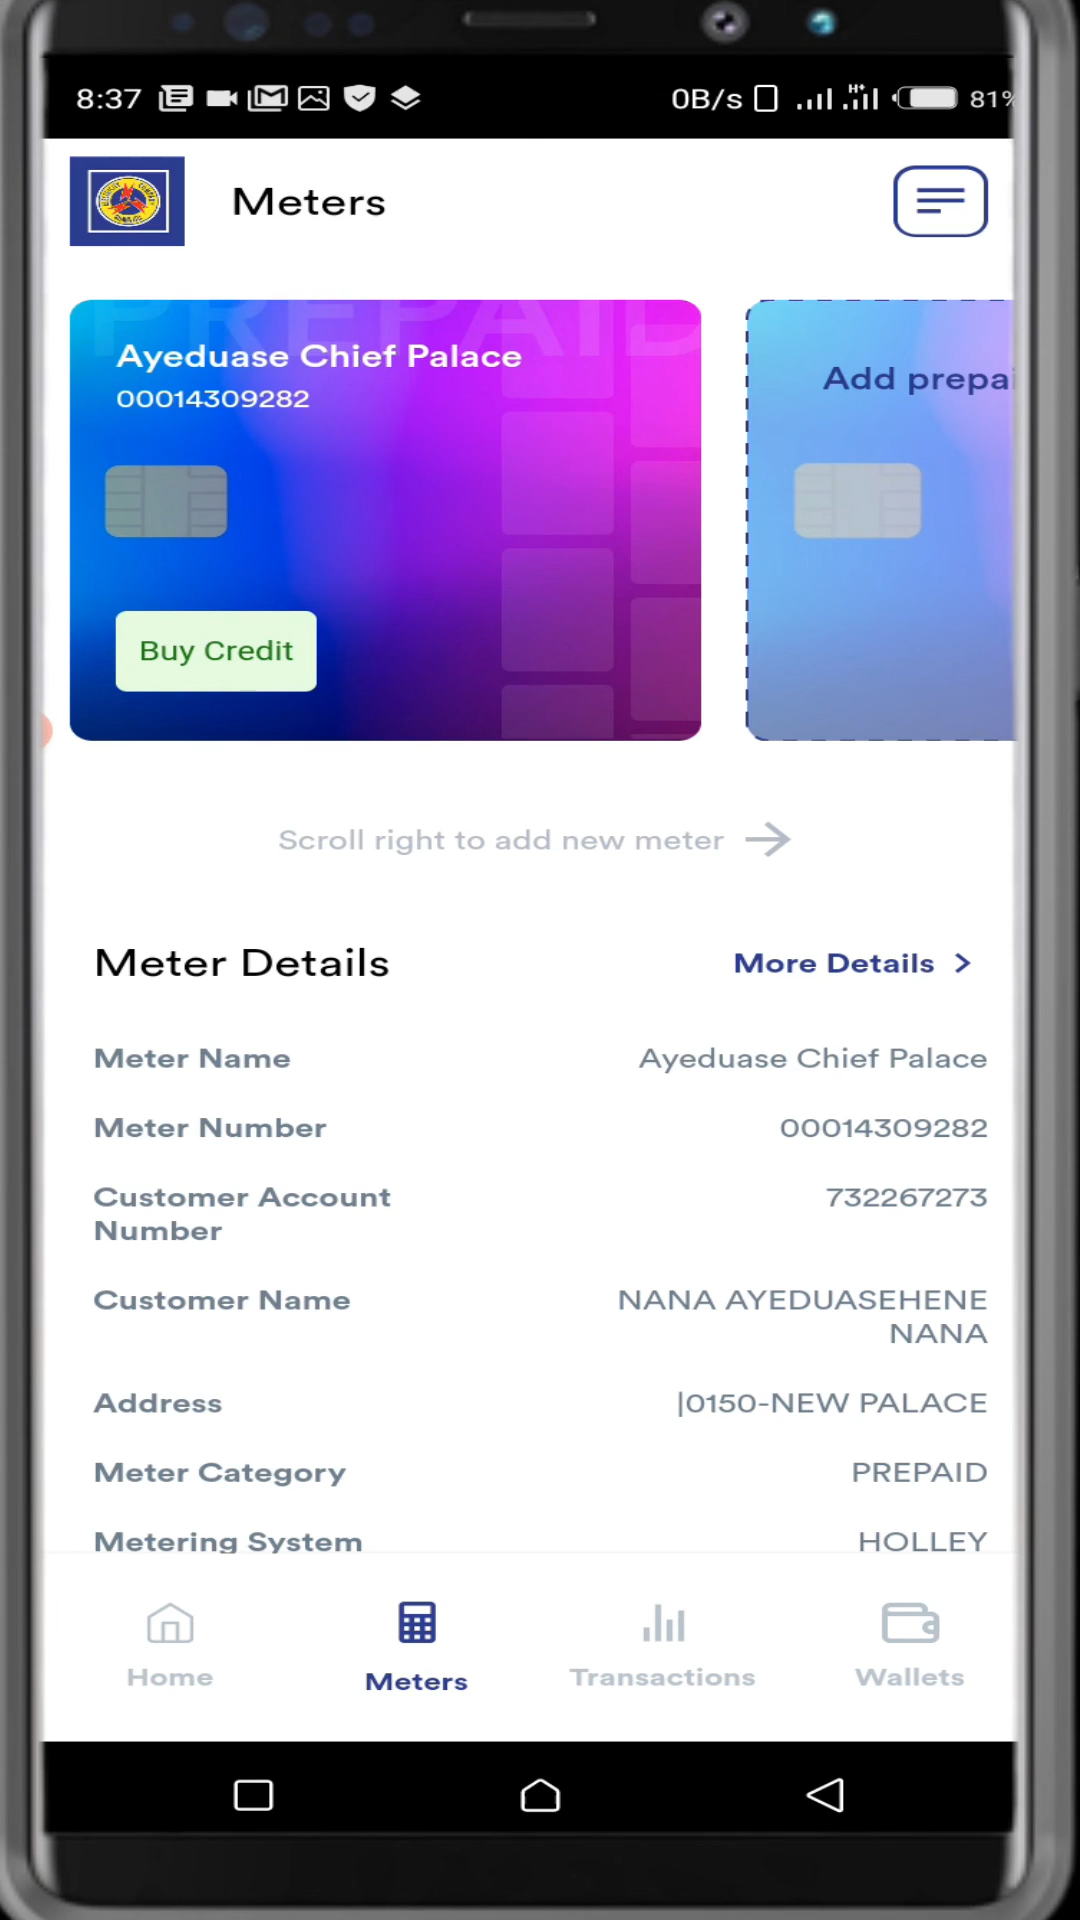 8:37
0B/s
H+
81%
Meters
PREPAID
Ayeduase Chief Palace
00014309282
Buy Credit
Add prepai
Scroll right to add new meter
Meter Details
More Details
Meter Name
Ayeduase Chief Palace
Meter Number
00014309282
Customer Account
Number
732267273
Customer Name
NANA AYEDUASEHENE
NANA
Address
|0150-NEW PALACE
Meter Category
PREPAID
Metering System
HOLLEY
Home
Meters
Transactions
Wallets